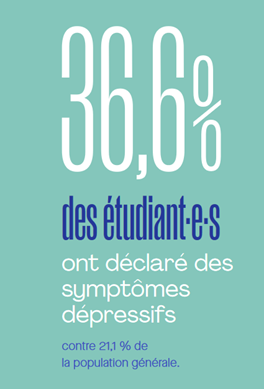 36,6%
des étudiant·e·s
ont déclaré des
symptômes
dépressifs
contre 21,1 % de
la population générale.